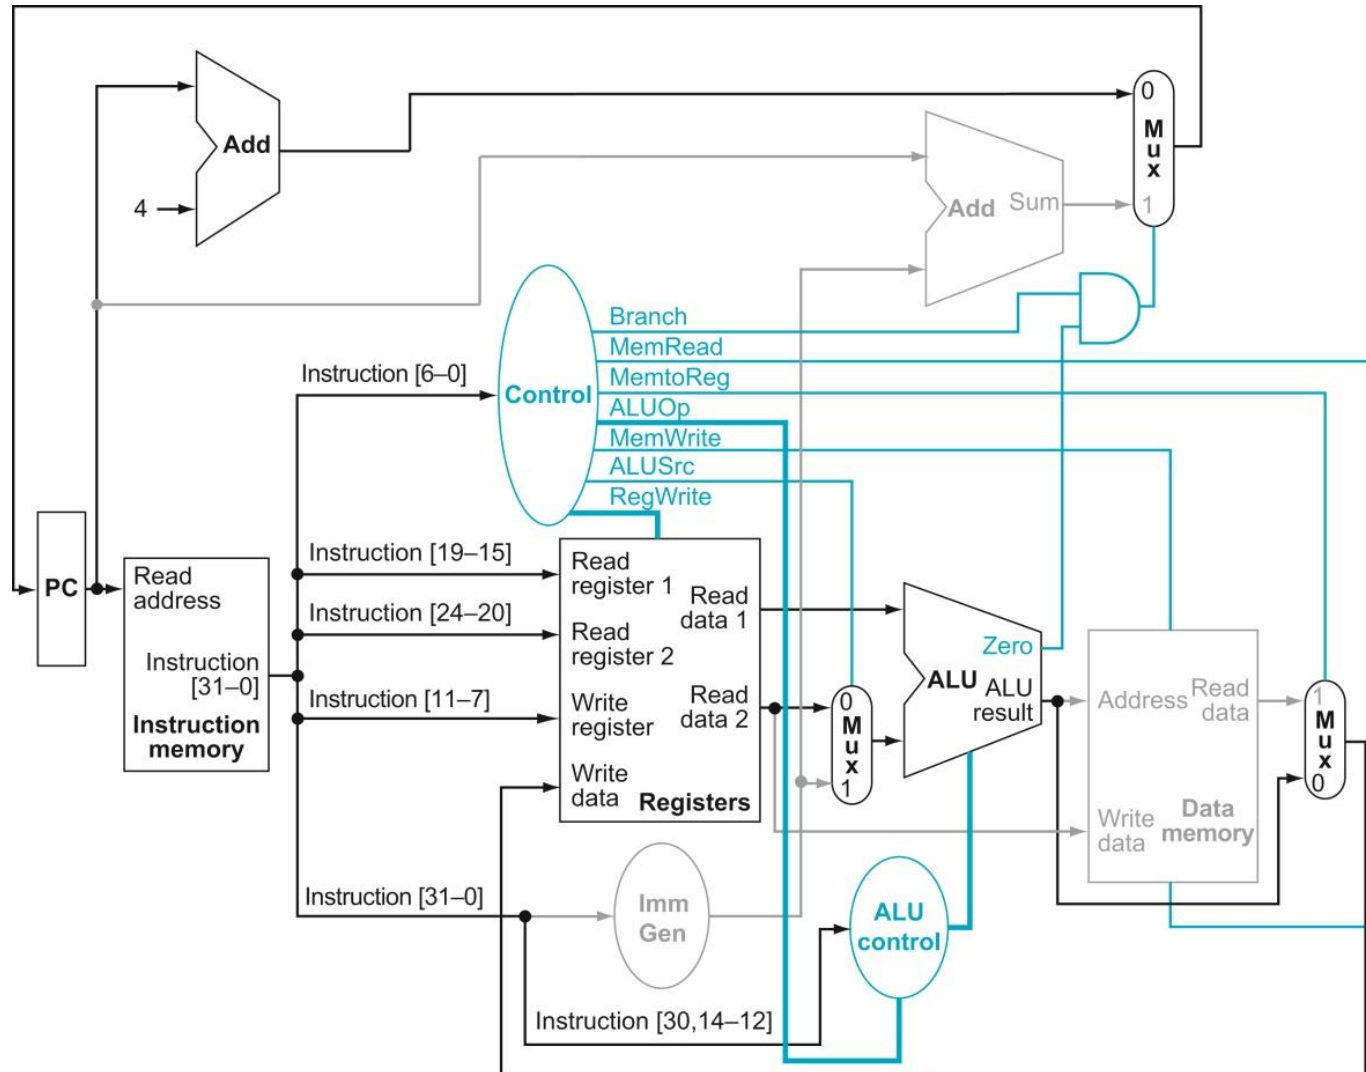 0
M
u
x
1
Add
4
Add Sum
Branch
MemRead
MemtoReg
ALUOp
MemWrite
ALUSrc
RegWrite
Control
Instruction [6–0]
Instruction [19–15]
Instruction [24–20]
Instruction [11–7]
Instruction [31–0]
Instruction [30,14–12]
PC
Read
address
Instruction
[31–0]
Instruction
memory
Read
register 1
Read
register 2
Write
register
Write
data
Read
data 1
Read
data 2
Registers
0
M
u
x
1
Zero
ALU
ALU
result
Address
Read
data
Write
data
Data
memory
1
M
u
x
0
Imm
Gen
ALU
control